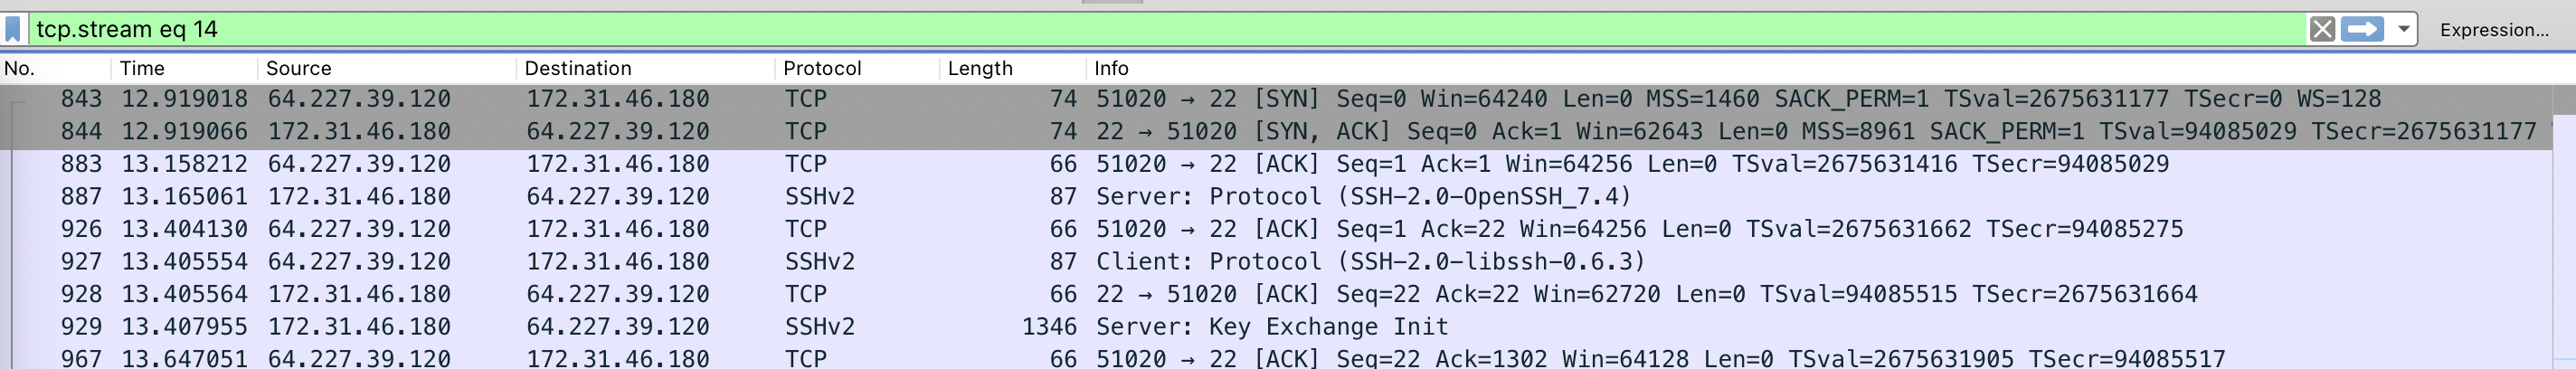 tcp.stream eq 14 Expression...
No. Time Source Destination Protocol Length Info
843 12.919018 64.227.39.120 172.31.46.180 TCP 74 51020 → 22 [SYN] Seq=0 Win=64240 Len=0 MSS=1460 SACK_PERM=1 TSval=2675631177 TSecr=0 WS=128
844 12.919066 172.31.46.180 64.227.39.120 TCP 74 22 → 51020 [SYN, ACK] Seq=0 Ack=1 Win=62643 Len=0 MSS=8961 SACK_PERM=1 TSval=94085029 TSecr=2675631177
883 13.158212 64.227.39.120 172.31.46.180 TCP 66 51020 → 22 [ACK] Seq=1 Ack=1 Win=64256 Len=0 TSval=2675631416 TSecr=94085029
887 13.165061 172.31.46.180 64.227.39.120 SSHv2 87 Server: Protocol (SSH-2.0-OpenSSH_7.4)
926 13.404130 64.227.39.120 172.31.46.180 TCP 66 51020 → 22 [ACK] Seq=1 Ack=22 Win=64256 Len=0 TSval=2675631662 TSecr=94085275
927 13.405554 64.227.39.120 172.31.46.180 SSHv2 87 Client: Protocol (SSH-2.0-libssh-0.6.3)
928 13.405564 172.31.46.180 64.227.39.120 TCP 66 22 → 51020 [ACK] Seq=22 Ack=22 Win=62720 Len=0 TSval=94085515 TSecr=2675631664
929 13.407955 172.31.46.180 64.227.39.120 SSHv2 1346 Server: Key Exchange Init
967 13.647051 64.227.39.120 172.31.46.180 TCP 66 51020 → 22 [ACK] Seq=22 Ack=1302 Win=64128 Len=0 TSval=2675631905 TSecr=94085517